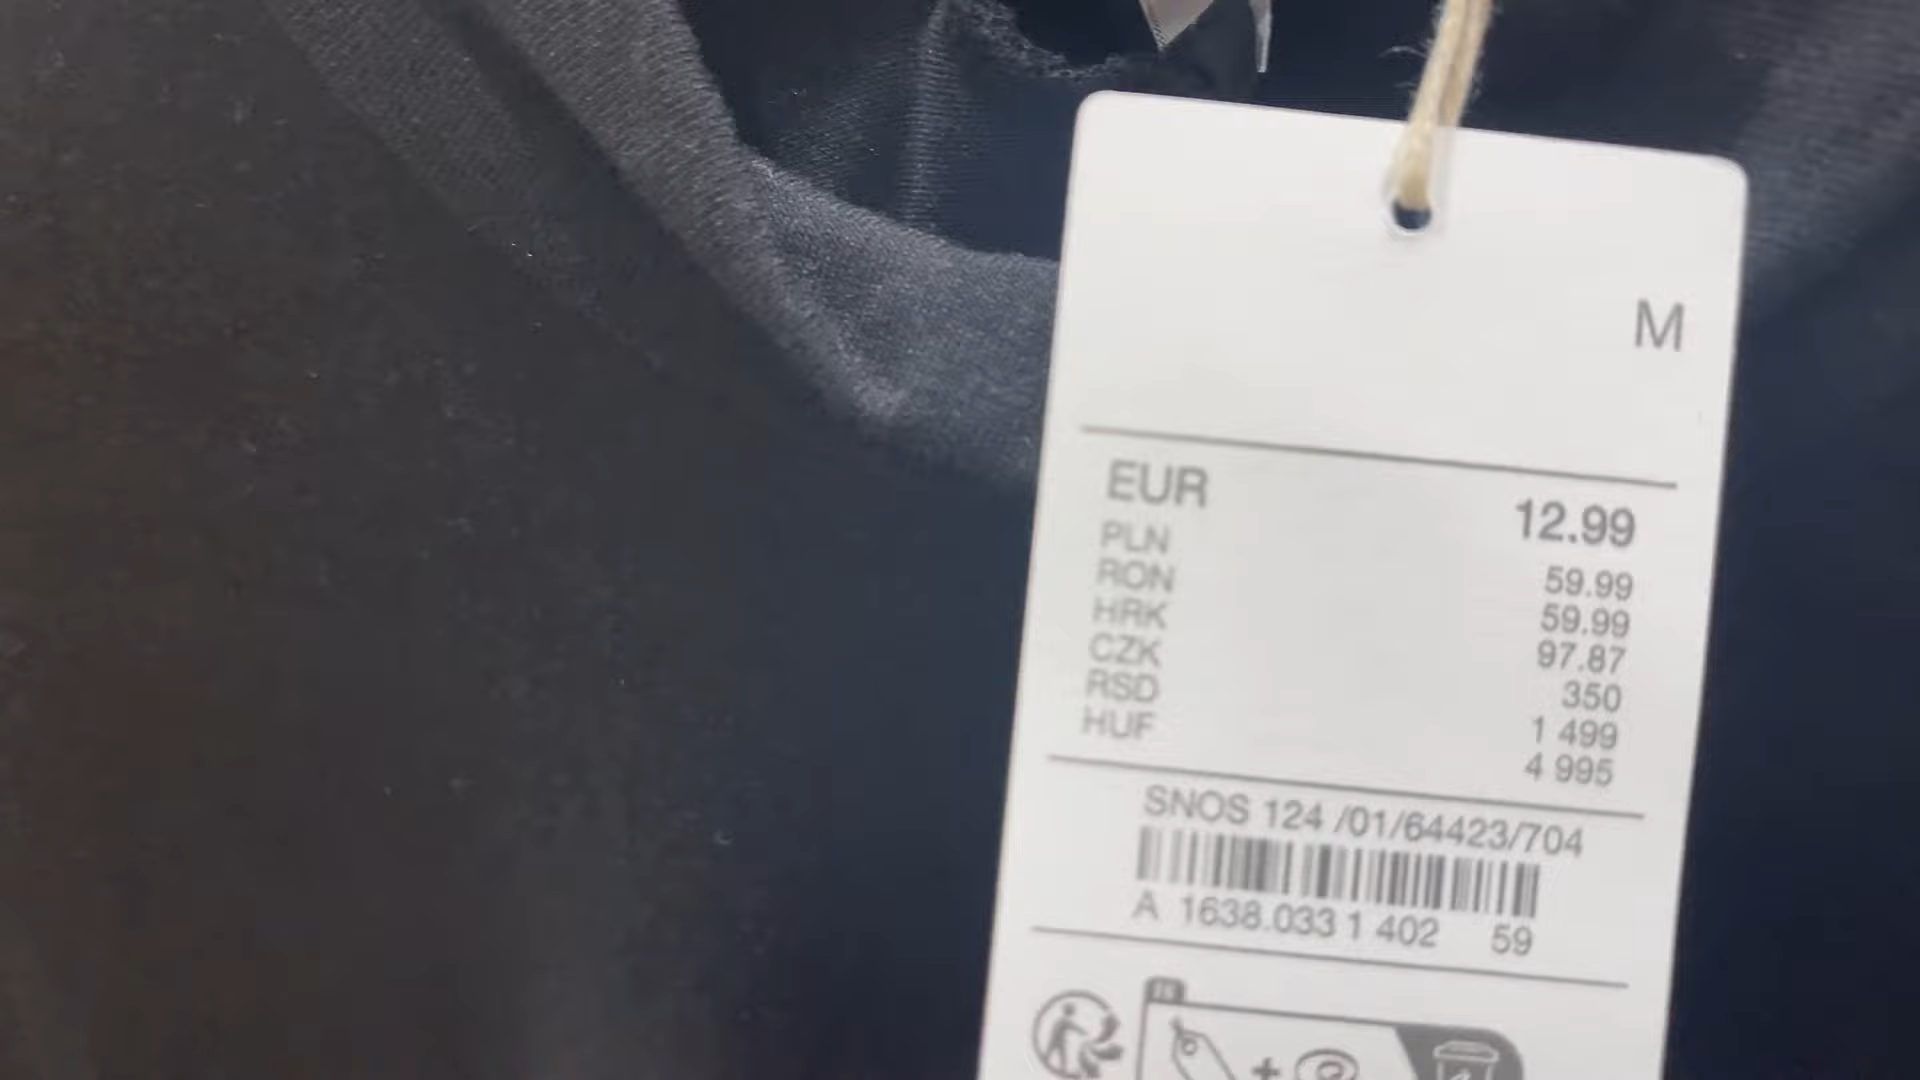 M
EUR 12.99
PLN 59.99
RON 59.99
HRK 97.87
CZK 350
RSD 1 499
HUF 4 995
SNOS 124 /01/64423/704
A 1638.033 1 402 59
FR
+